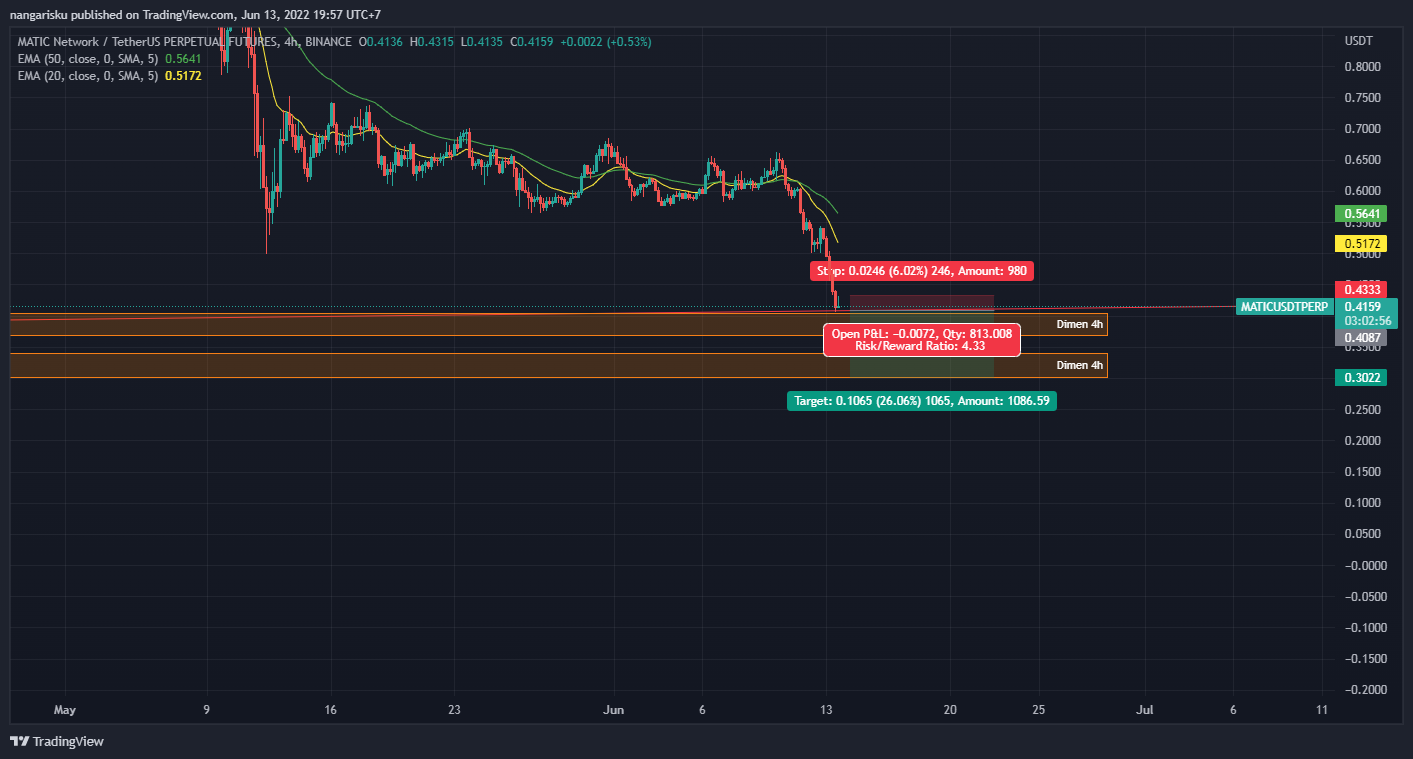 nangarisku published on TradingView.com, Jun 13, 2022 19:57 UTC+7
MATIC Network / TetherUS PERPETUAL FUTURES, 4h, BINANCE O0.4136 H0.4315 L0.4135 C0.4159 +0.0022 (+0.53%)
EMA (50, close, 0, SMA, 5) 0.5641
EMA (20, close, 0, SMA, 5) 0.5172
USDT
0.8000
0.7500
0.7000
0.6500
0.6000
0.5641
0.5500
0.5172
0.5000
Stop: 0.0246 (6.02%) 246, Amount: 980
0.4333
MATICUSDTPERP 0.4159
03:02:56
Dimen 4h
Open P&L: −0.0072, Qty: 813.008
0.4087
Risk/Reward Ratio: 4.33
0.3500
Dimen 4h
0.3022
Target: 0.1065 (26.06%) 1065, Amount: 1086.59
0.2500
0.2000
0.1500
0.1000
0.0500
−0.0000
−0.0500
−0.1000
−0.1500
−0.2000
May 9 16 23 Jun 6 13 20 25 Jul 6 11
TradingView